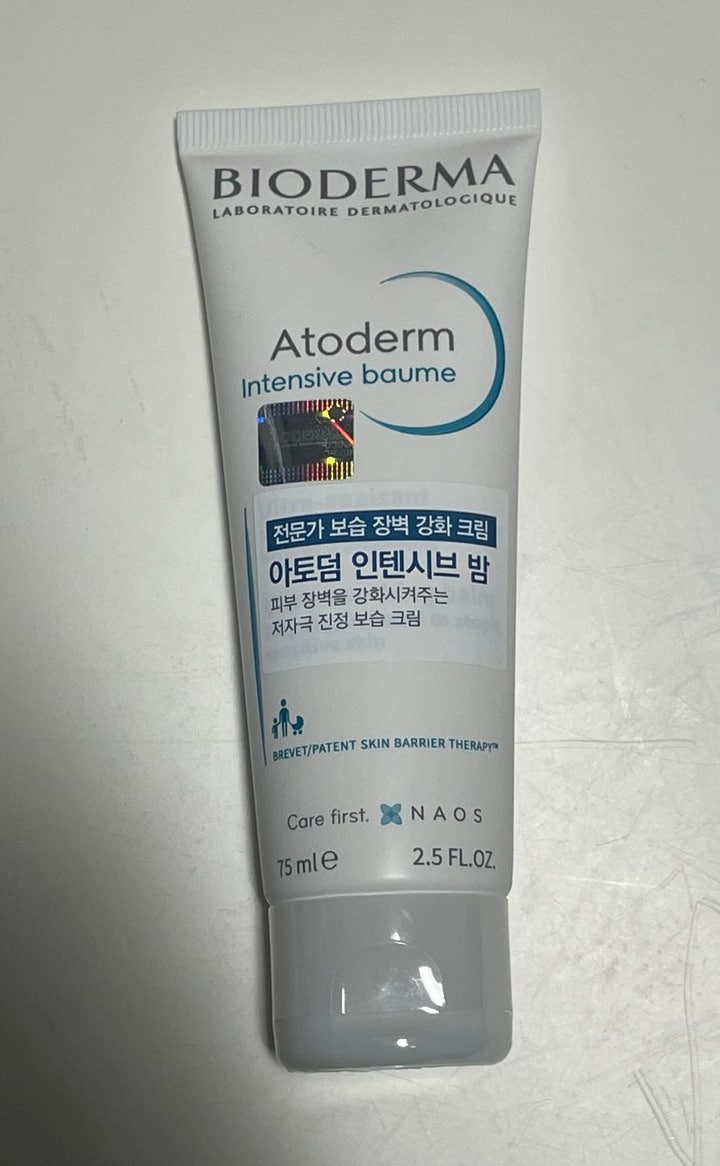 BIODERMA
LABORATOIRE DERMATOLOGIQUE
Atoderm
Intensive baume
전문가 보습 장벽 강화 크림
아토덤 인텐시브 밤
피부 장벽을 강화시켜주는
저자극 진정 보습 크림
BREVET/PATENT SKIN BARRIER THERAPY™
Care first. NAOS
75 ml e 2.5 FL.OZ.